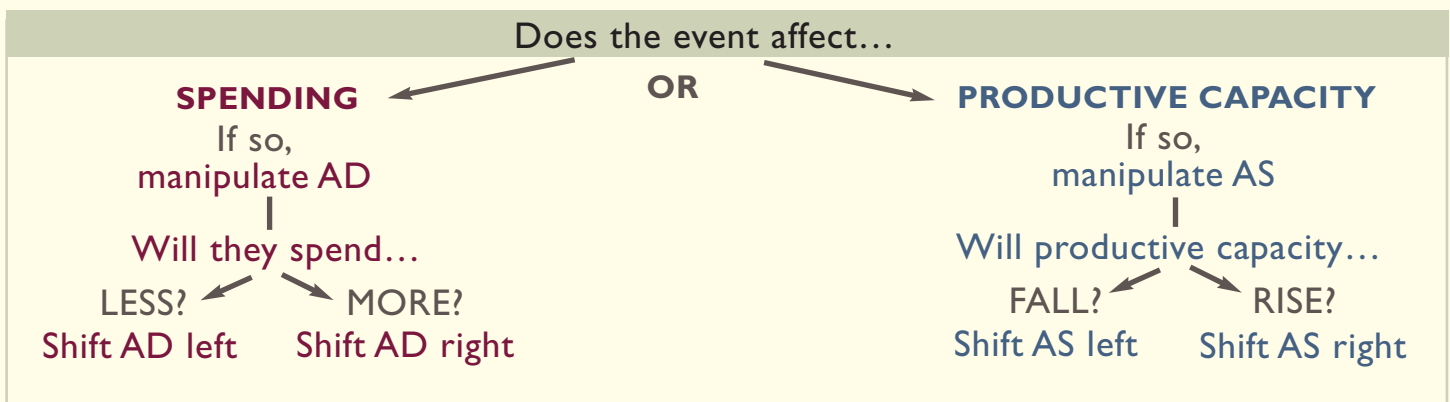 Does the event affect…
OR
SPENDING
If so,
manipulate AD
Will they spend…
LESS?
MORE?
Shift AD left
Shift AD right
PRODUCTIVE CAPACITY
If so,
manipulate AS
Will productive capacity…
FALL?
RISE?
Shift AS left
Shift AS right